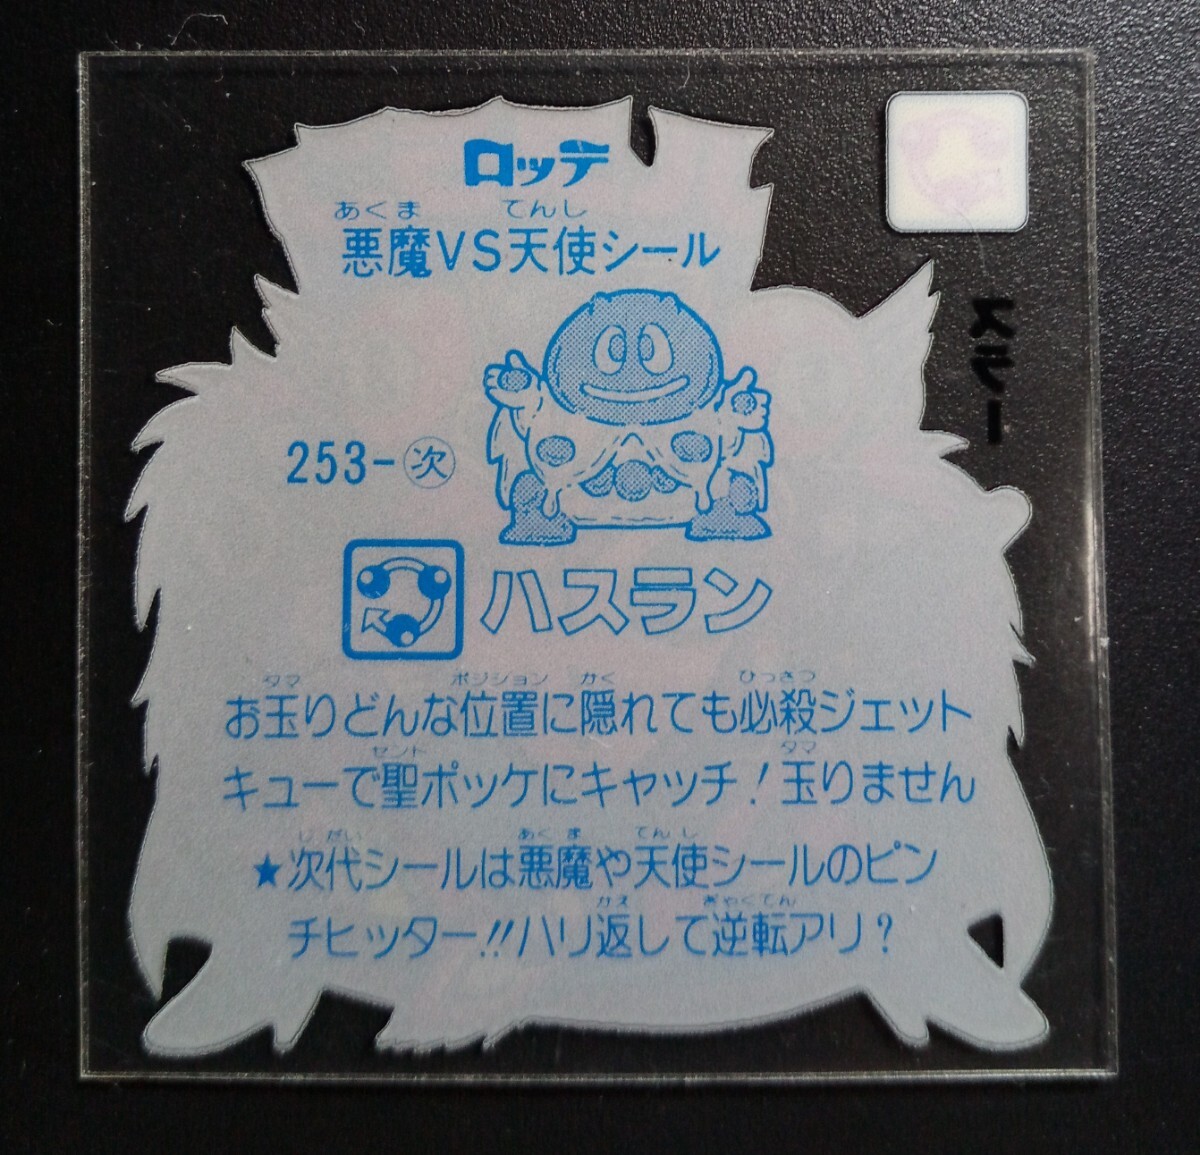 ロッテ
あくま てんし
悪魔VS天使シール
スラー
253-㊊
ハスラン
タマ ポジション かく ひっさつ
お玉りどんな位置に隠れても必殺ジェット
セント タマ
キューで聖ポッケにキャッチ!玉りません
じだい あくま てんし
★次代シールは悪魔や天使シールのピン
かえ ぎゃくてん
チヒッター!!ハリ返して逆転アリ?